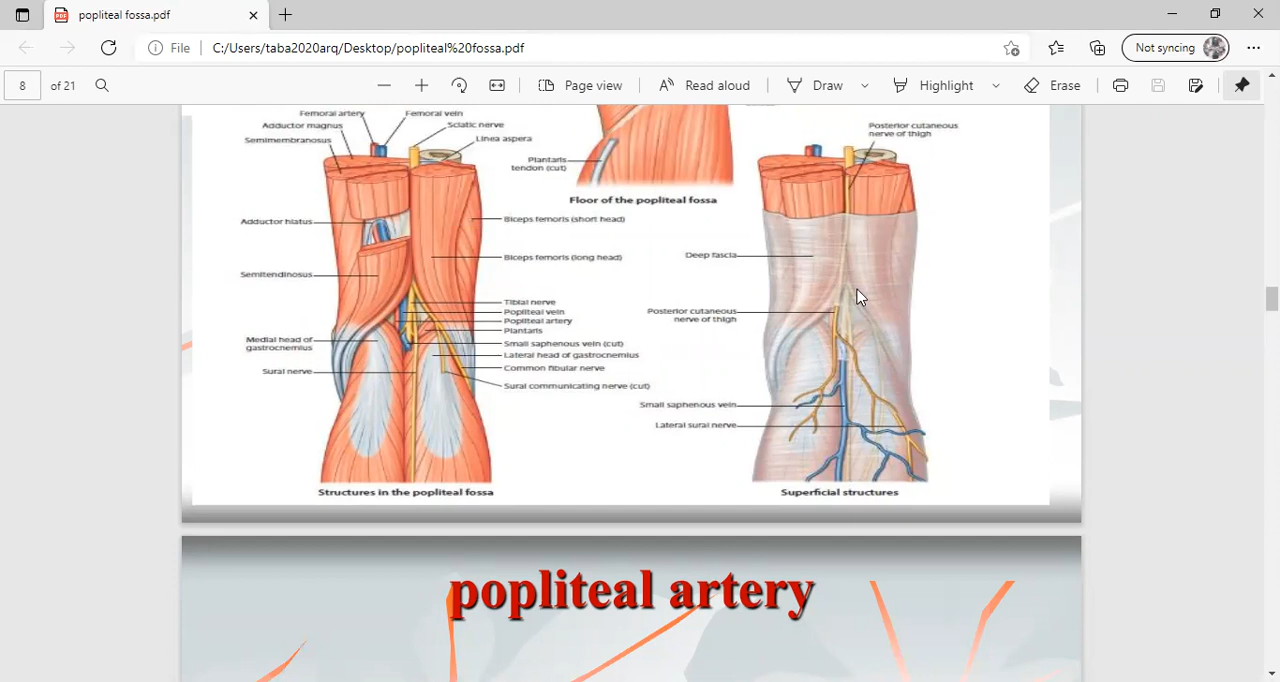 popliteal fossa.pdf
File
C:/Users/taba2020arq/Desktop/popliteal%20fossa.pdf
Not syncing
8
of 21
Page view
Read aloud
Draw
Highlight
Erase
Femoral artery
Femoral vein
Adductor magnus
Sciatic nerve
Semimembranosus
Linea aspera
Adductor hiatus
Biceps femoris (short head)
Biceps femoris (long head)
Semitendinosus
Tibial nerve
Popliteal vein
Popliteal artery
Plantaris
Medial head of
gastrocnemius
Small saphenous vein (cut)
Lateral head of gastrocnemius
Sural nerve
Common fibular nerve
Sural communicating nerve (cut)
Structures in the popliteal fossa
Plantaris
tendon (cut)
Floor of the popliteal fossa
Posterior cutaneous
nerve of thigh
Deep fascia
Posterior cutaneous
nerve of thigh
Small saphenous vein
Lateral sural nerve
Superficial structures
popliteal artery